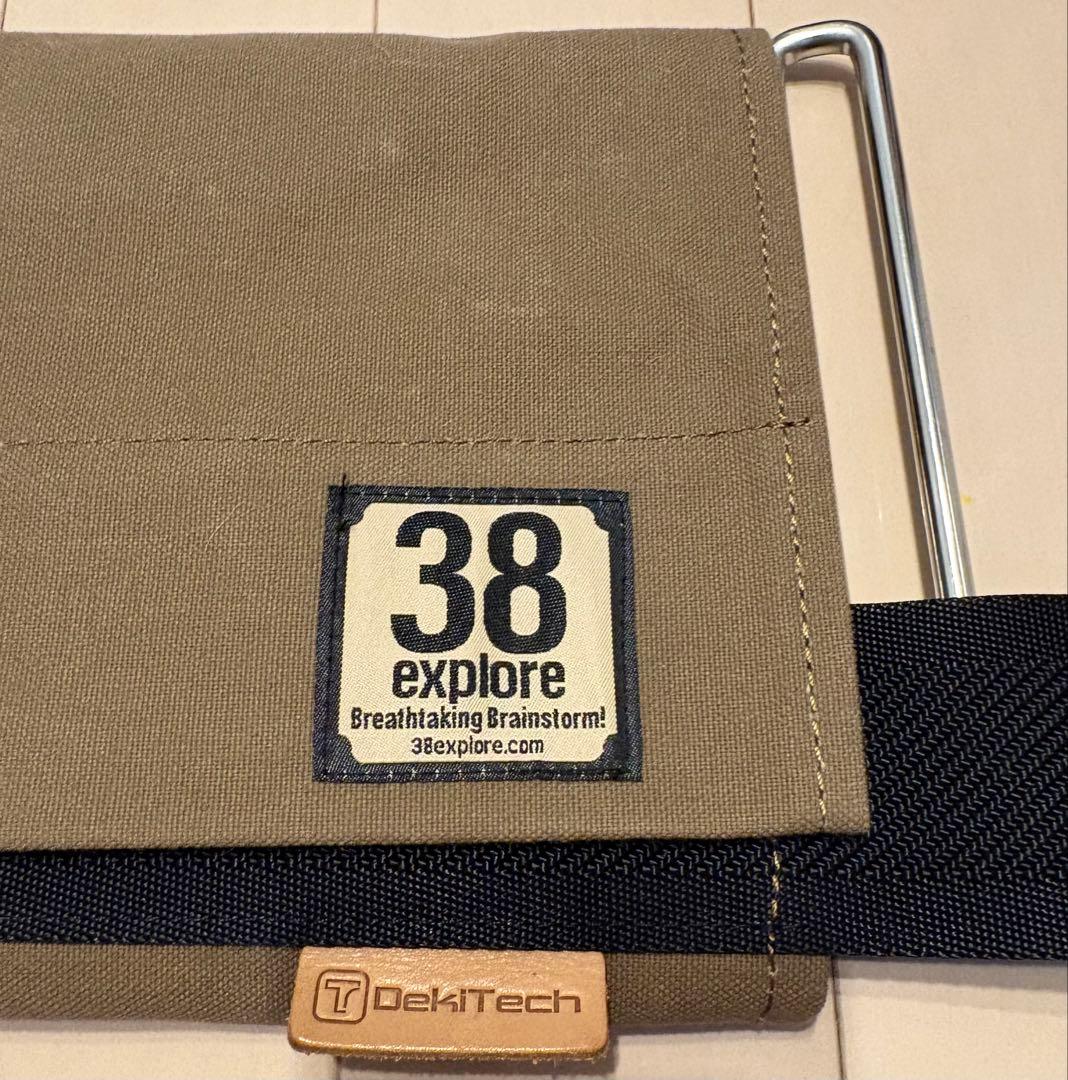 38
explore
Breathtaking Brainstorm!
38explore.com
DekiTech